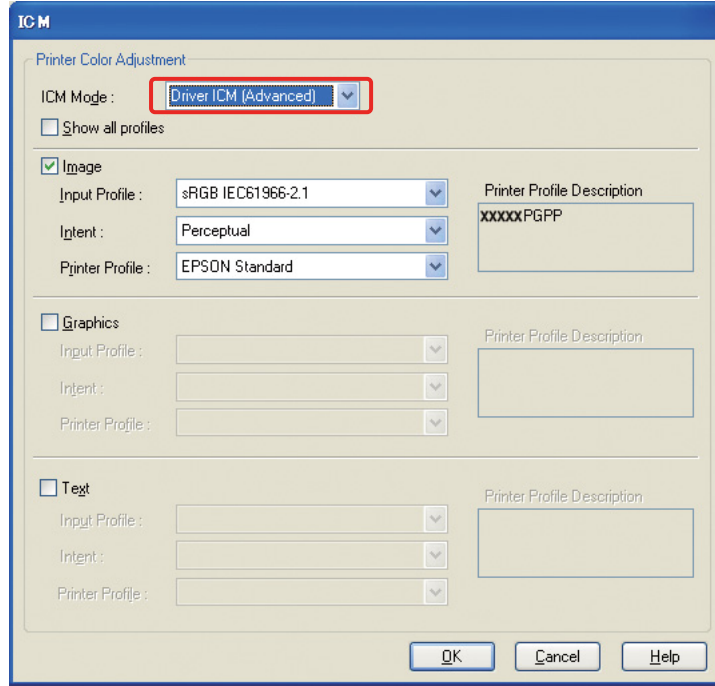 ICM
Printer Color Adjustment
ICM Mode :
Driver ICM (Advanced)
Show all profiles
Image
Input Profile :
sRGB IEC61966-2.1
Printer Profile Description
xxxxxPGPP
Intent :
Perceptual
Printer Profile :
EPSON Standard
Graphics
Input Profile :
Printer Profile Description
Intent :
Printer Profile :
Text
Input Profile :
Printer Profile Description
Intent :
Printer Profile :
OK
Cancel
Help